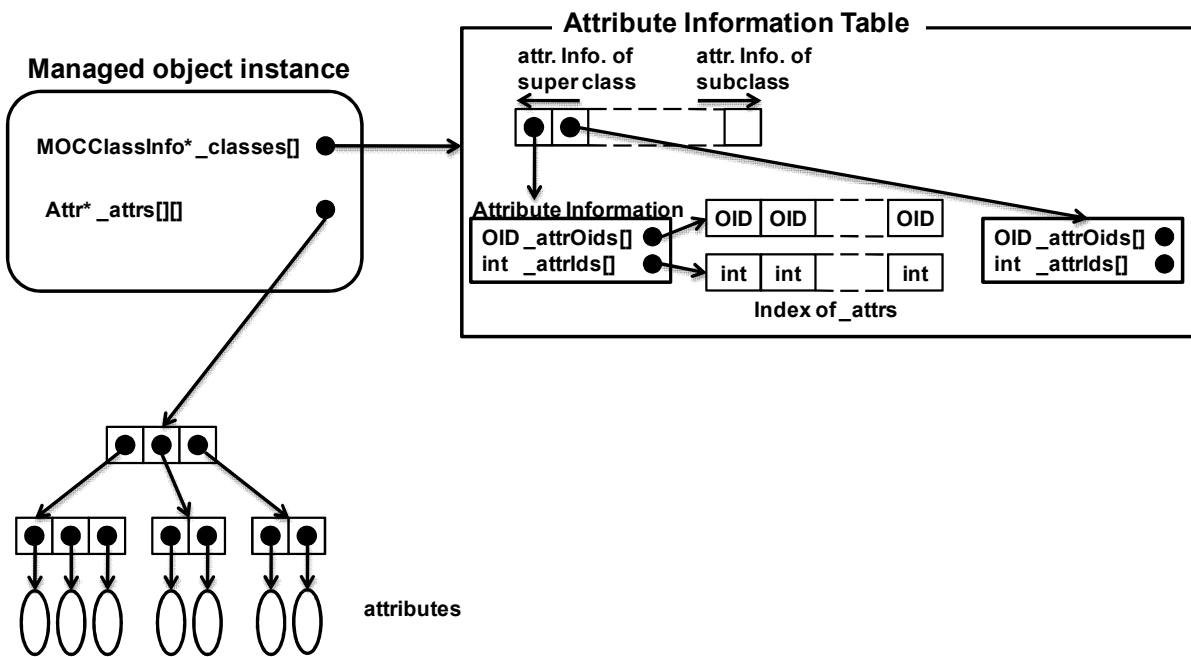 Attribute Information Table
attr. Info. of
super class
attr. Info. of
subclass
Managed object instance
MOCClassInfo* _classes[]
Attr* _attrs[][]
Attribute Information
OID _attrOids[]
int _attrIds[]
OID OID OID
int int int
Index of _attrs
OID _attrOids[]
int _attrIds[]
attributes